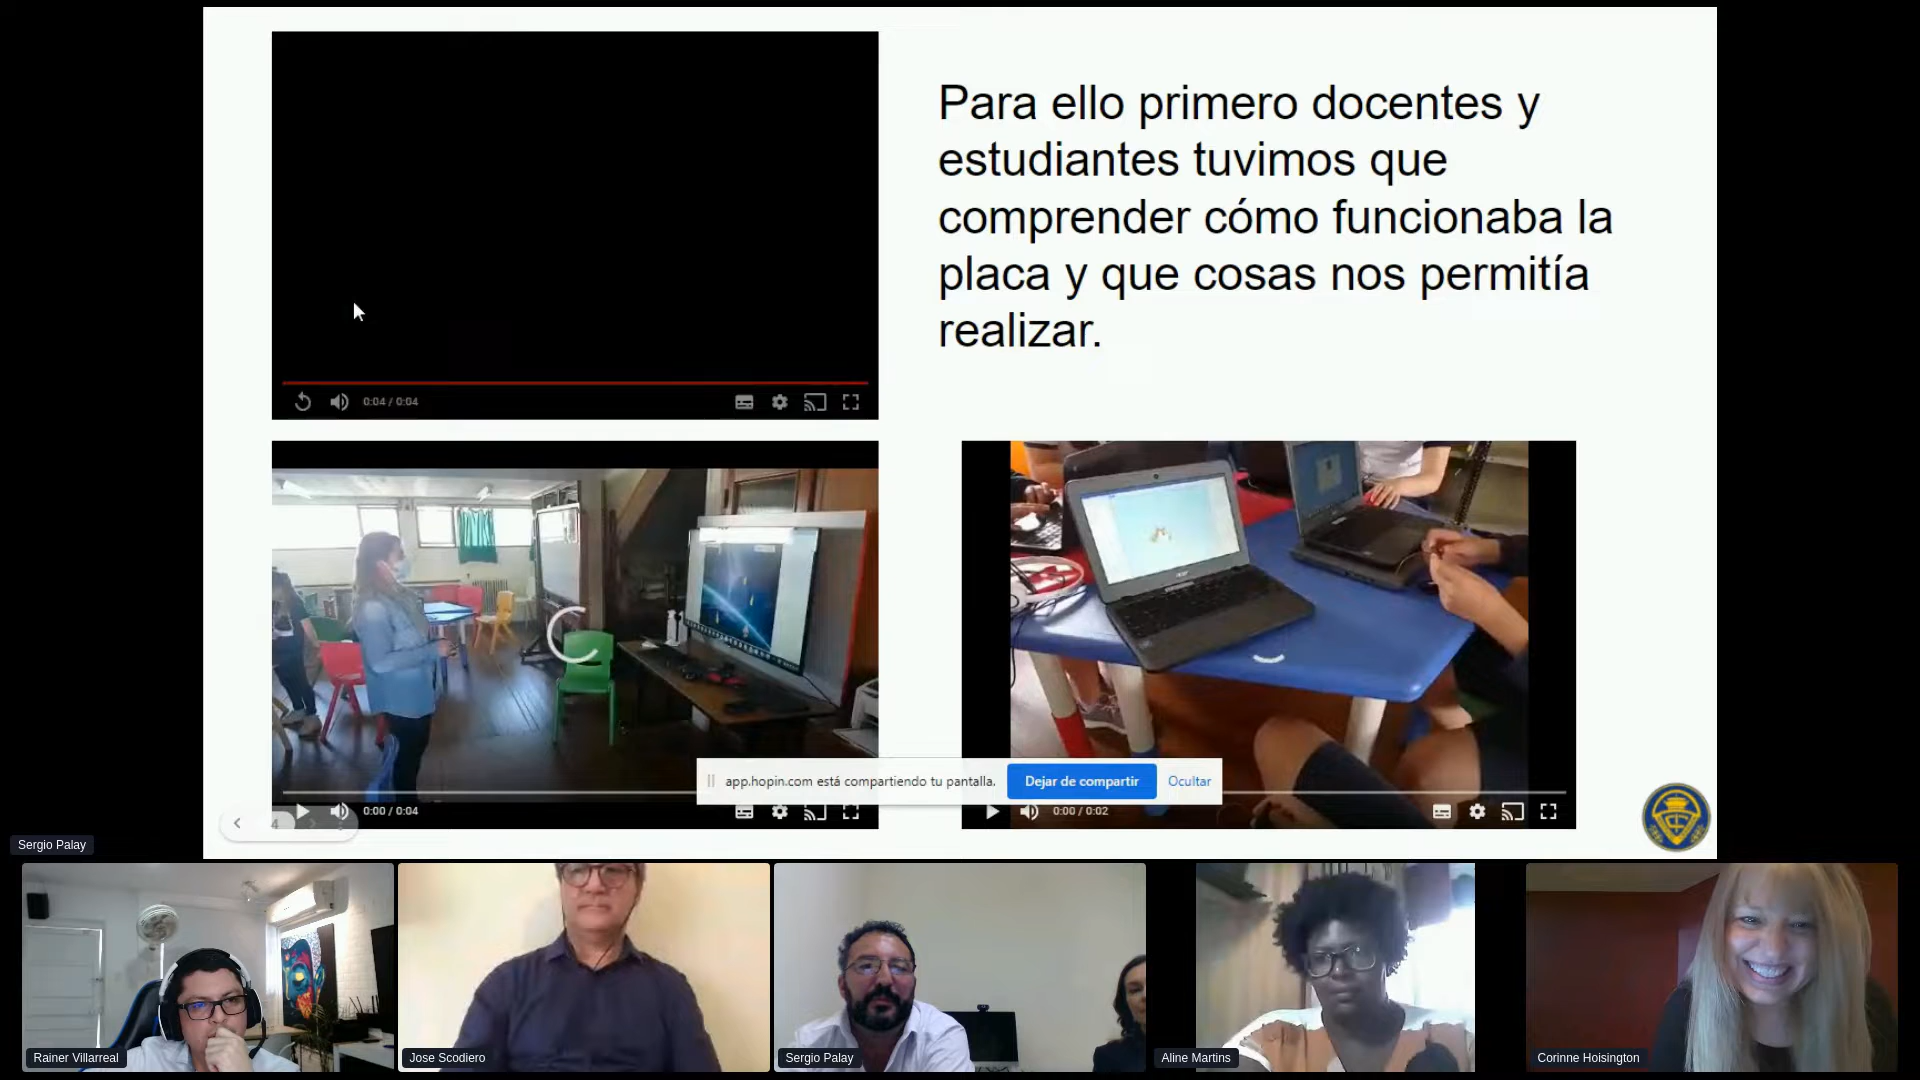 Para ello primero docentes y
estudiantes tuvimos que
comprender cómo funcionaba la
placa y que cosas nos permitía
realizar.
0:04 / 0:04
app.hopin.com está compartiendo tu pantalla.
Dejar de compartir
Ocultar
0:00 / 0:04
0:00 / 0:02
4
Sergio Palay
Rainer Villarreal
Jose Scodiero
Sergio Palay
Aline Martins
Corinne Hoisington